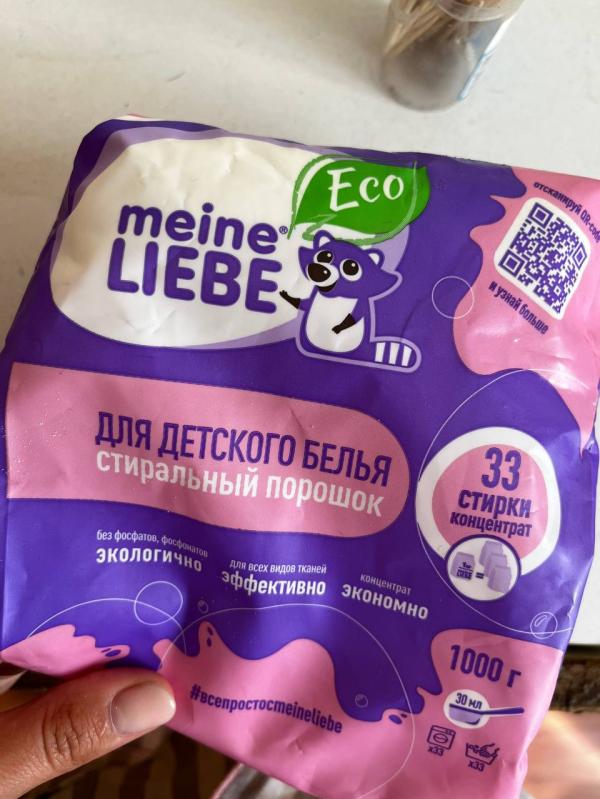 Eco
meine®
LIEBE
отсканируй QR-код
и узнай больше
ДЛЯ ДЕТСКОГО БЕЛЬЯ
стиральный порошок
33
СТИРКИ
концентрат
без фосфатов, фосфонатов
экологично
для всех видов тканей
эффективно
концентрат
экономно
1000 г
30 мл
#всепростосmeineliebe
x33
x33